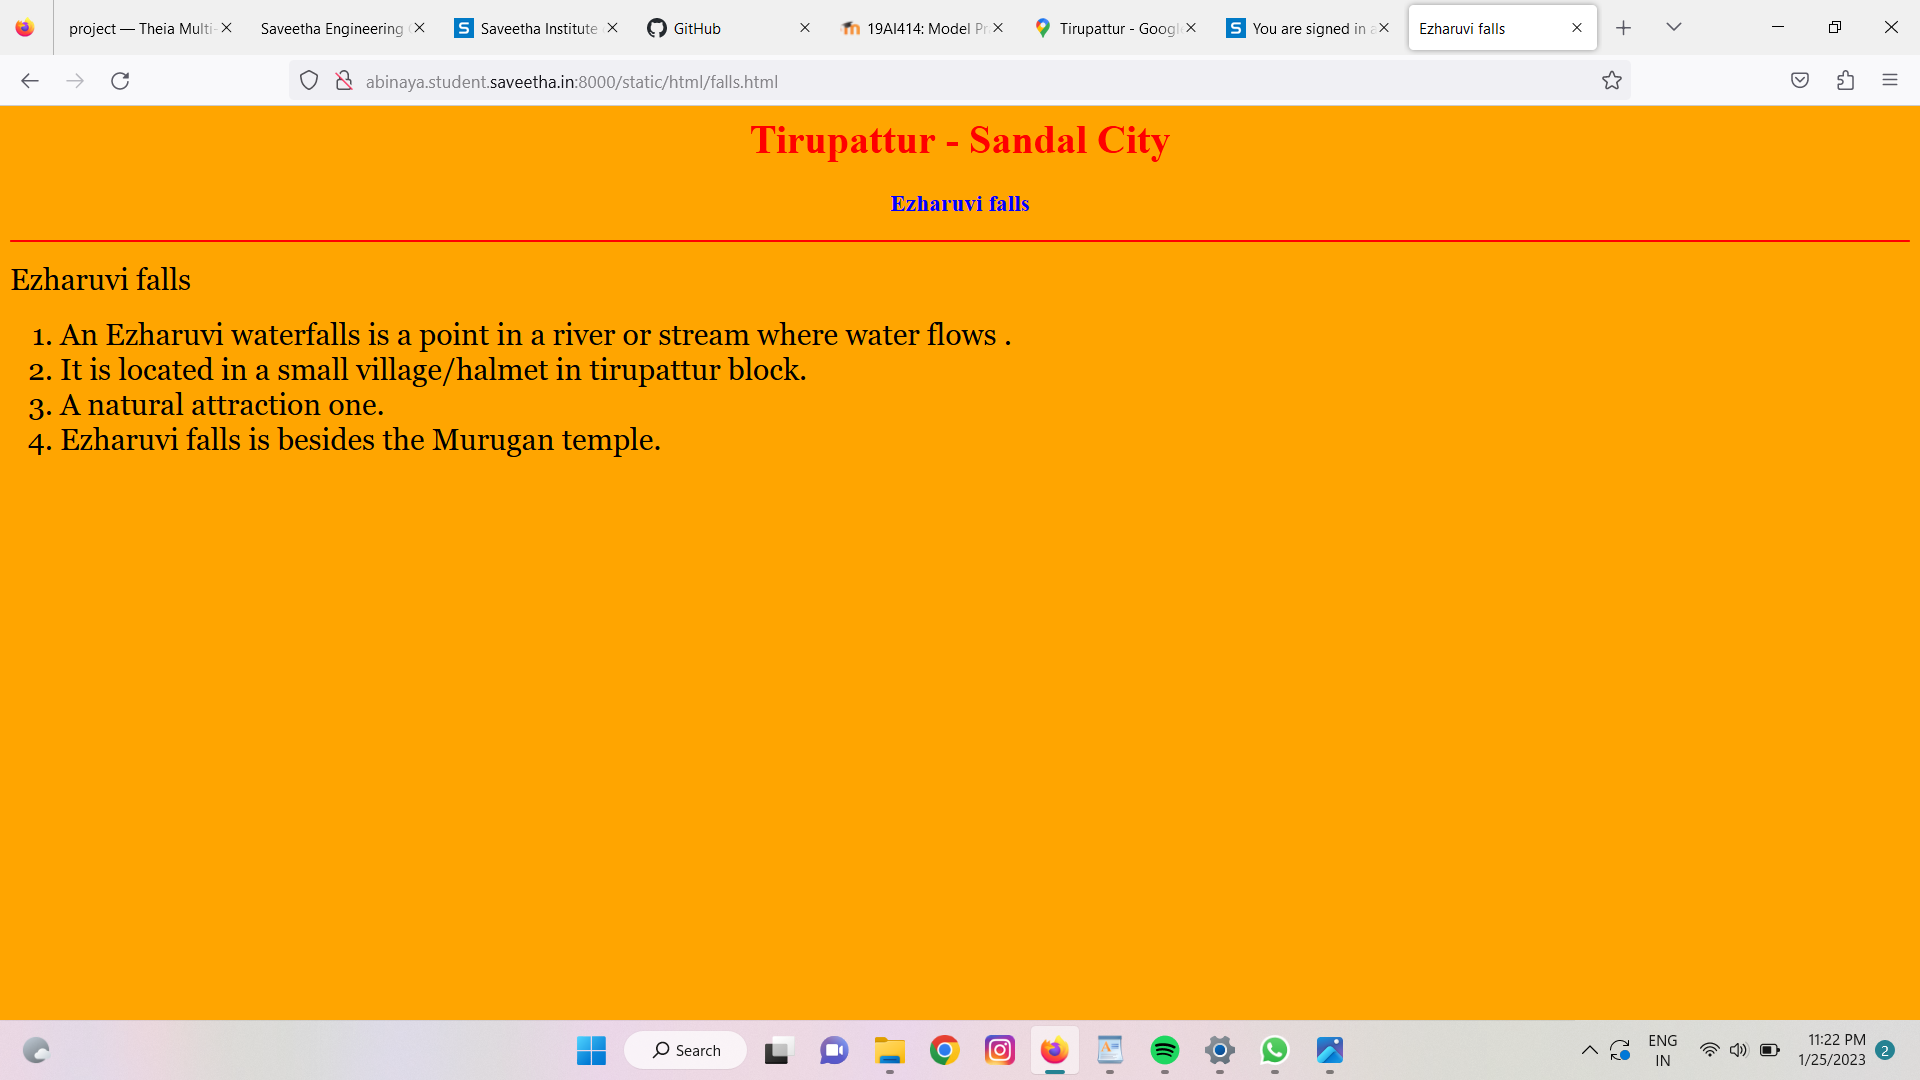 project — Theia Multi-
Saveetha Engineering
Saveetha Institute
GitHub
19AI414: Model Pr
Tirupattur - Googl
You are signed in a
Ezharuvi falls
abinaya.student.saveetha.in:8000/static/html/falls.html
Tirupattur - Sandal City
Ezharuvi falls
Ezharuvi falls
1. An Ezharuvi waterfalls is a point in a river or stream where water flows .
2. It is located in a small village/halmet in tirupattur block.
3. A natural attraction one.
4. Ezharuvi falls is besides the Murugan temple.
Search
ENG
IN
11:22 PM
1/25/2023
2